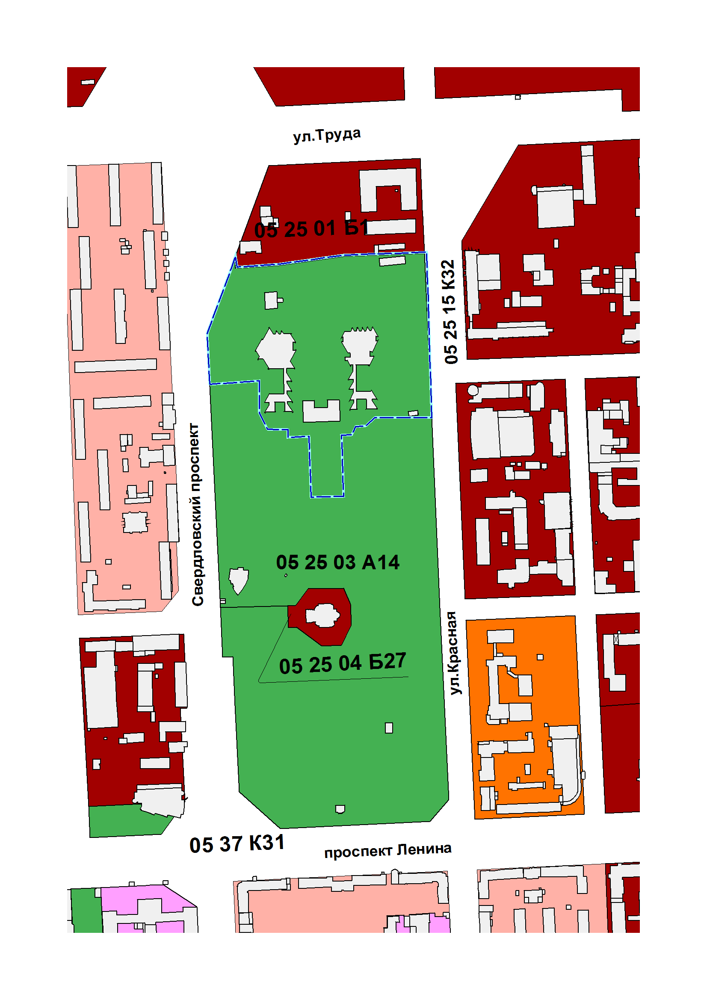 ул.Труда
05 25 01 Б1
05 25 15 К32
Свердловский проспект
05 25 03 А14
ул.Красная
05 25 04 Б27
05 37 К31
проспект Ленина